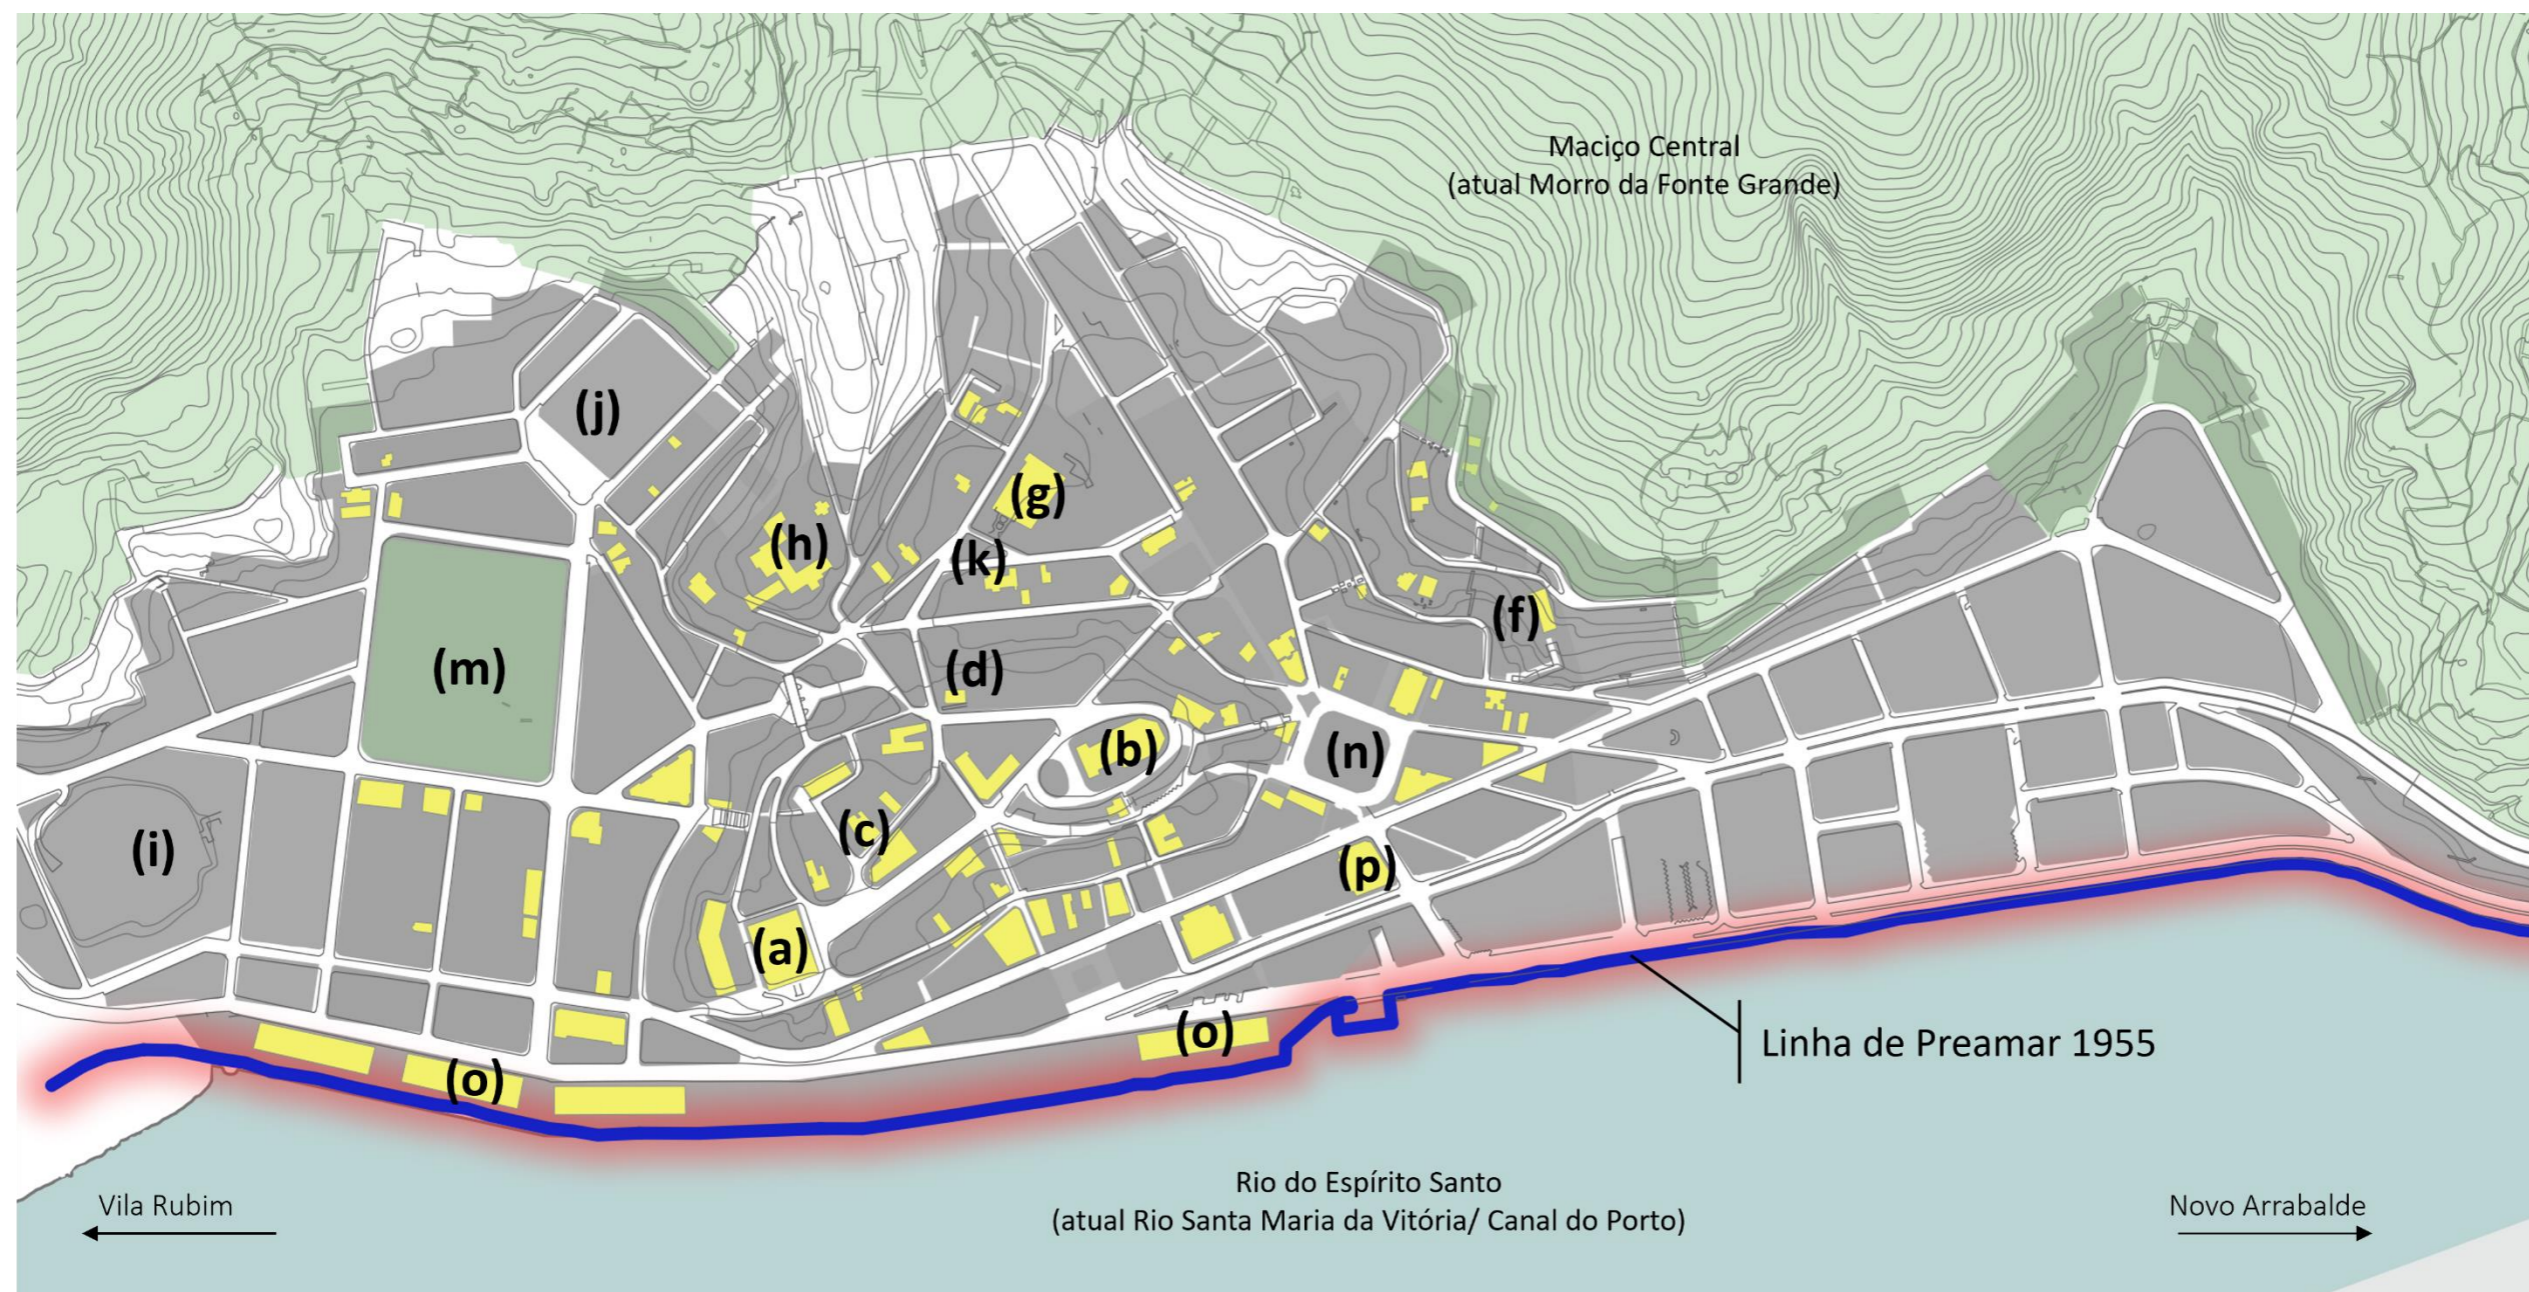 Maciço Central
(atual Morro da Fonte Grande)
(j)
(g)
(h)
(k)
(f)
(m)
(d)
(b)
(n)
(i)
(c)
(p)
(a)
(o)
(o)
Linha de Preamar 1955
Rio do Espírito Santo
(atual Rio Santa Maria da Vitória/ Canal do Porto)
Vila Rubim
Novo Arrabalde